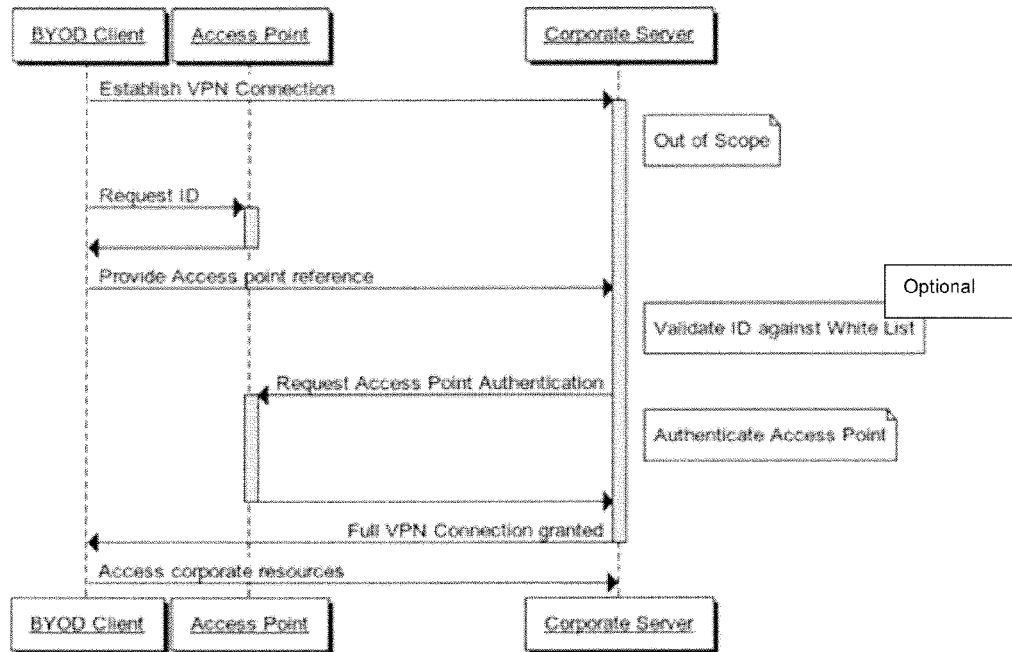 BYOD Client
Access Point
Corporate Server
Establish VPN Connection
Out of Scope
Request ID
Provide Access point reference
Optional
Validate ID against White List
Request Access Point Authentication
Authenticate Access Point
Full VPN Connection granted
Access corporate resources
BYOD Client
Access Point
Corporate Server